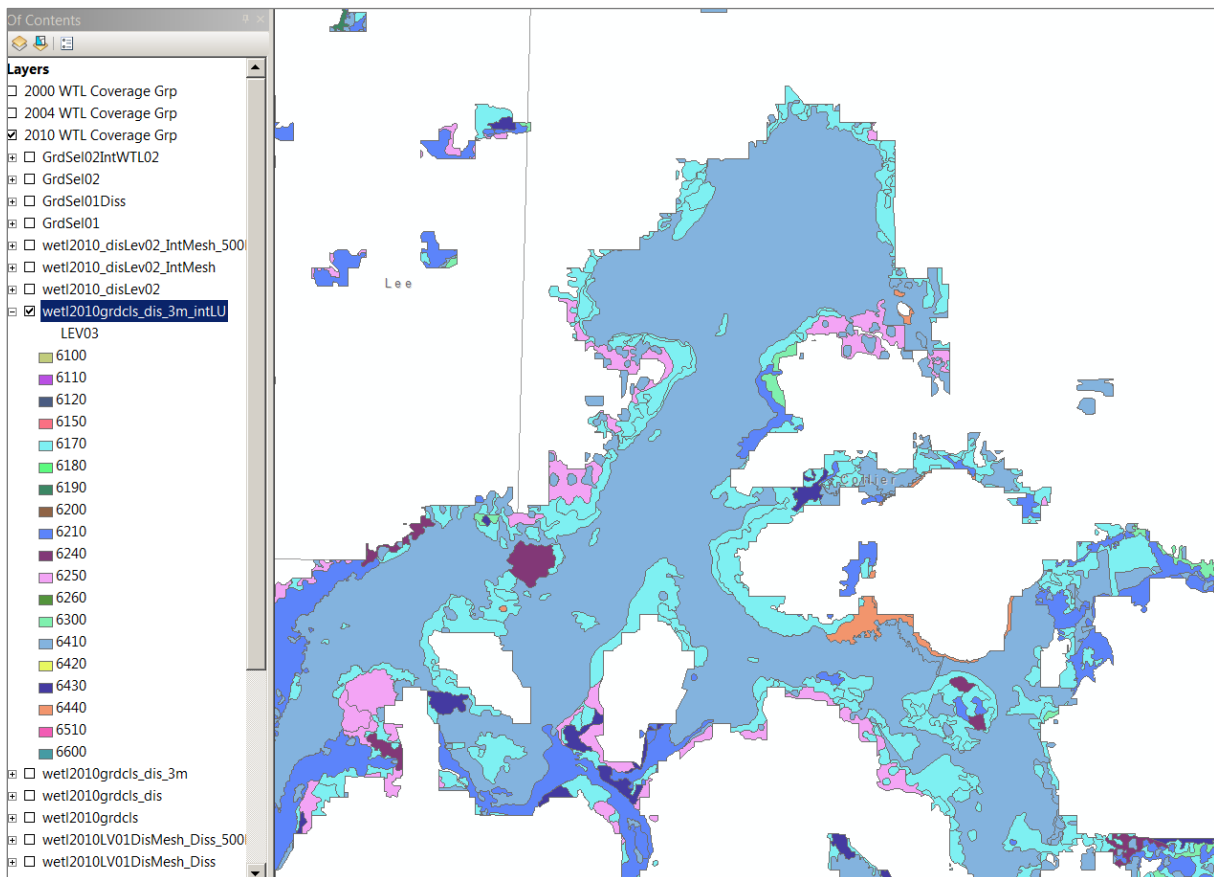 Of Contents
Layers
2000 WTL Coverage Grp
2004 WTL Coverage Grp
2010 WTL Coverage Grp
GrdSel02IntWTL02
GrdSel02
GrdSel01Diss
GrdSel01
wetl2010_disLev02_IntMesh_500
wetl2010_disLev02_IntMesh
wetl2010_disLev02
wetl2010grdcls_dis_3m_intLU
LEV03
6100
6110
6120
6150
6170
6180
6190
6200
6210
6240
6250
6260
6300
6410
6420
6430
6440
6510
6600
wetl2010grdcls_dis_3m
wetl2010grdcls_dis
wetl2010grdcls
wetl2010LV01DisMesh_Diss_500
wetl2010LV01DisMesh_Diss
Lee
Collier